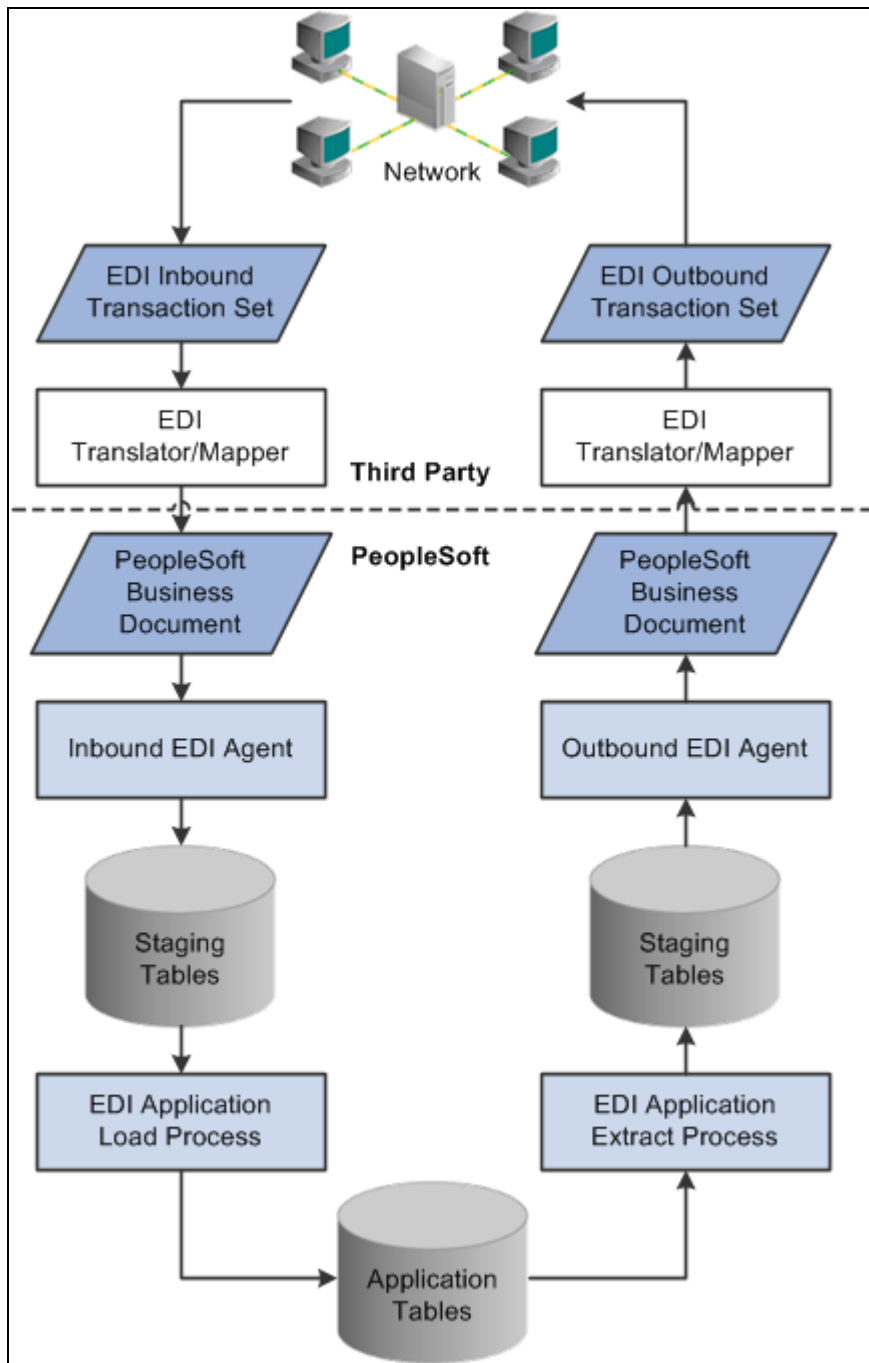 Network
EDI Inbound
Transaction Set
EDI Outbound
Transaction Set
EDI
Translator/Mapper
EDI
Translator/Mapper
Third Party
PeopleSoft
PeopleSoft
Business
Document
PeopleSoft
Business
Document
Inbound EDI Agent
Outbound EDI Agent
Staging
Tables
Staging
Tables
EDI Application
Load Process
EDI Application
Extract Process
Application
Tables